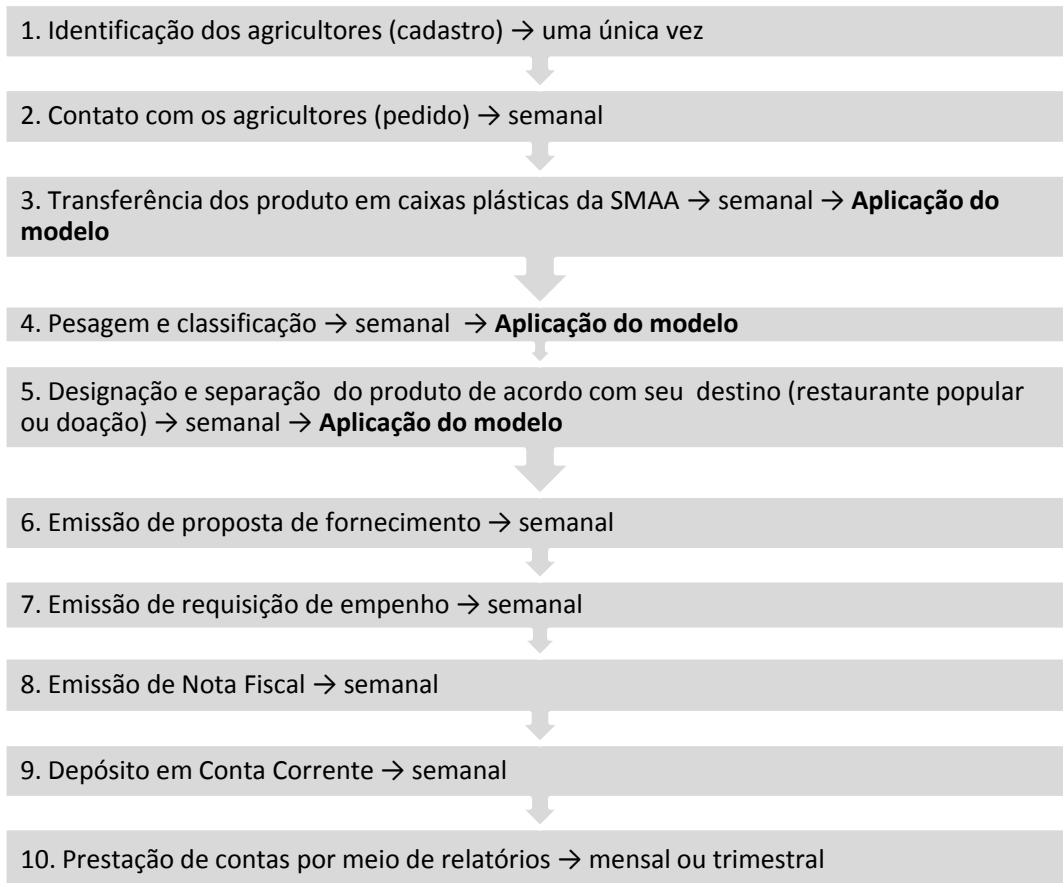 1. Identificação dos agricultores (cadastro) → uma única vez
2. Contato com os agricultores (pedido) → semanal
3. Transferência dos produto em caixas plásticas da SMAA → semanal → Aplicação do
modelo
4. Pesagem e classificação → semanal → Aplicação do modelo
5. Designação e separação do produto de acordo com seu destino (restaurante popular
ou doação) → semanal → Aplicação do modelo
6. Emissão de proposta de fornecimento → semanal
7. Emissão de requisição de empenho → semanal
8. Emissão de Nota Fiscal → semanal
9. Depósito em Conta Corrente → semanal
10. Prestação de contas por meio de relatórios → mensal ou trimestral